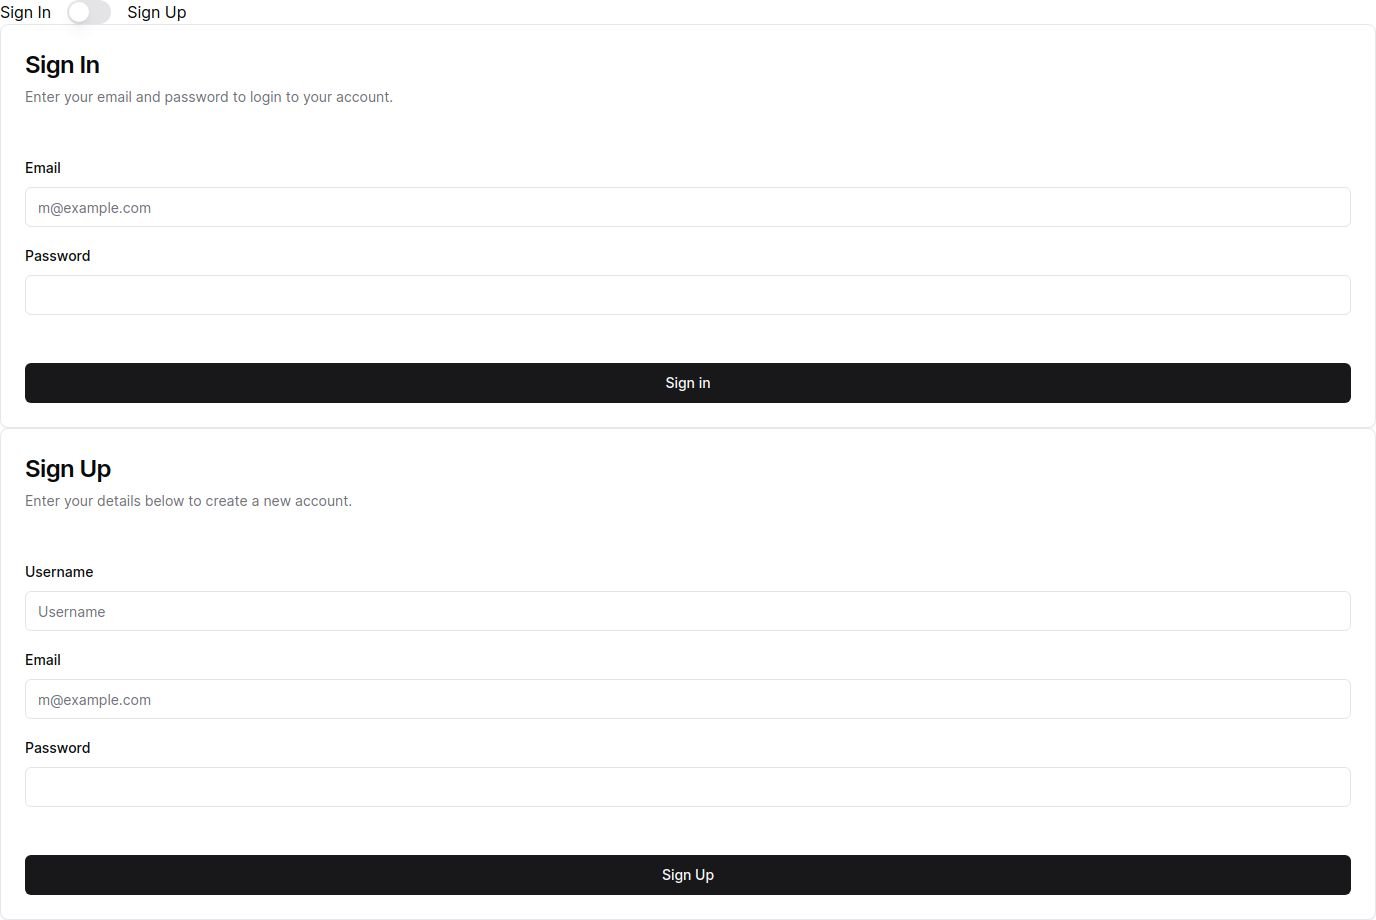 Sign In Sign Up
Sign In
Enter your email and password to login to your account.
Email
m@example.com
Password
Sign in
Sign Up
Enter your details below to create a new account.
Username
Username
Email
m@example.com
Password
Sign Up